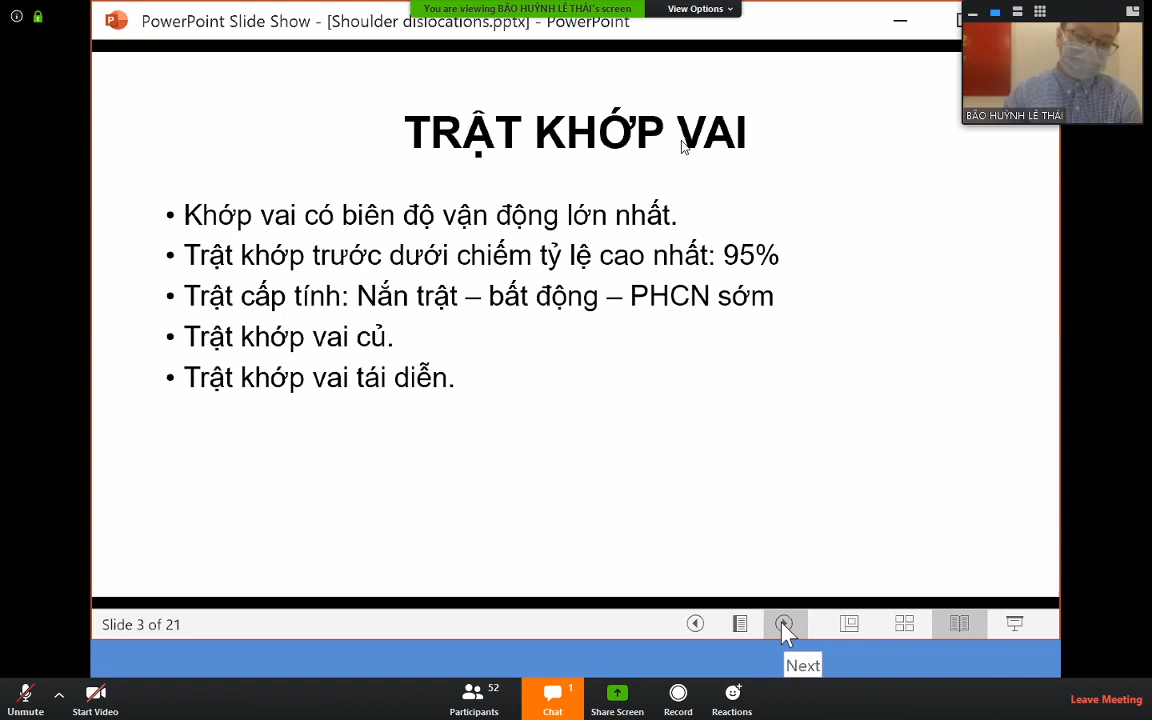 PowerPoint Slide Show - [Shoulder dislocations.pptx] - PowerPoint
You are viewing BẢO HUỲNH LÊ THÁI's screen
View Options
BẢO HUỲNH LÊ THÁI
TRẬT KHỚP VAI
• Khớp vai có biên độ vận động lớn nhất.
• Trật khớp trước dưới chiếm tỷ lệ cao nhất: 95%
• Trật cấp tính: Nắn trật – bất động – PHCN sớm
• Trật khớp vai củ.
• Trật khớp vai tái diễn.
Slide 3 of 21
Next
Unmute
Start Video
52
Participants
1
Chat
Share Screen
Record
Reactions
Leave Meeting